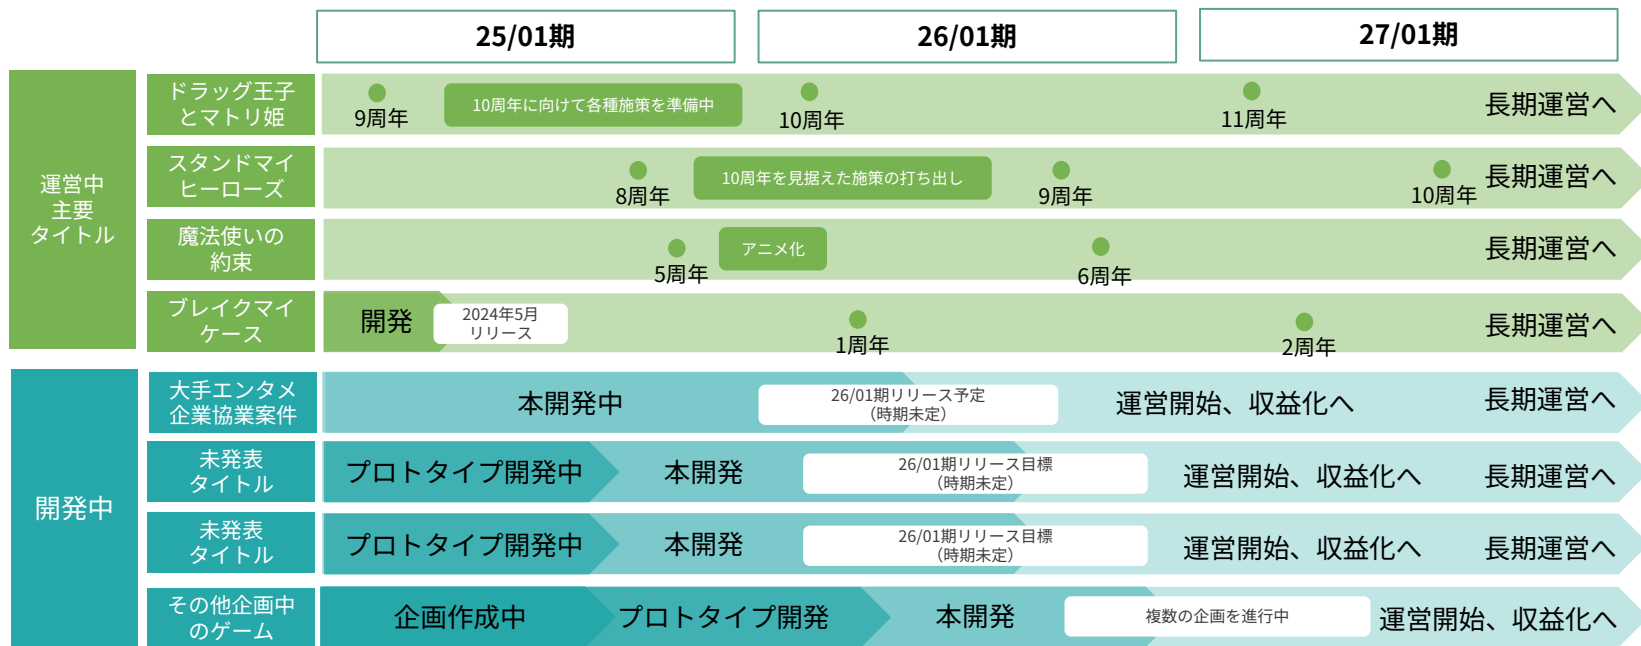 25/01期
26/01期
27/01期
運営中
主要
タイトル
ドラッグ王子
とマトリ姫
9周年
10周年に向けて各種施策を準備中
10周年
11周年
長期運営へ
スタンドマイ
ヒーローズ
8周年
10周年を見据えた施策の打ち出し
9周年
10周年
長期運営へ
魔法使いの
約束
5周年
アニメ化
6周年
長期運営へ
ブレイクマイ
ケース
開発
2024年5月
リリース
1周年
2周年
長期運営へ
開発中
大手エンタメ
企業協業案件
本開発中
26/01期リリース予定
（時期未定）
運営開始、収益化へ
長期運営へ
未発表
タイトル
プロトタイプ開発中
本開発
26/01期リリース目標
（時期未定）
運営開始、収益化へ
長期運営へ
未発表
タイトル
プロトタイプ開発中
本開発
26/01期リリース目標
（時期未定）
運営開始、収益化へ
長期運営へ
その他企画中
のゲーム
企画作成中
プロトタイプ開発
本開発
複数の企画を進行中
運営開始、収益化へ